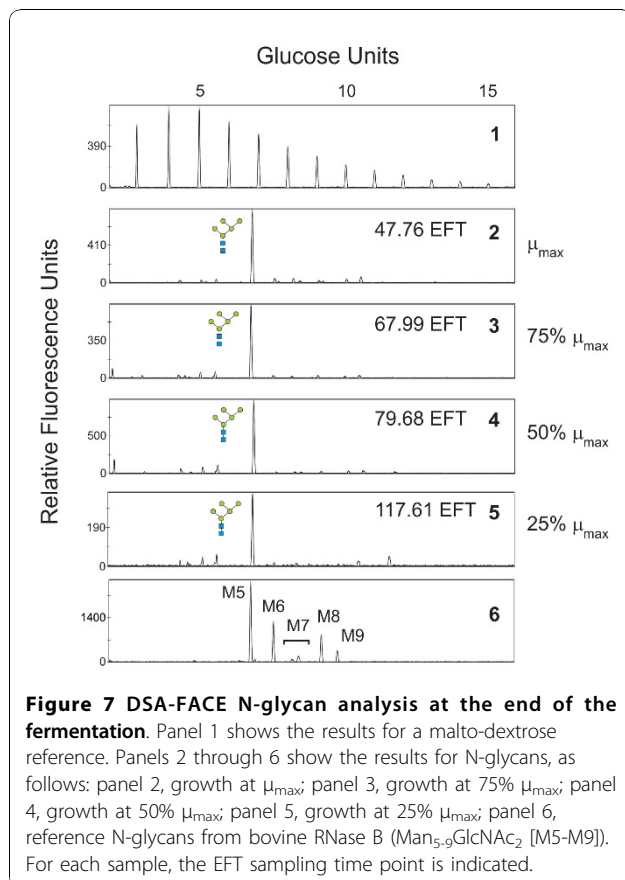 Glucose Units
5 10 15
Relative Fluorescence Units
390
0
1
410
0
47.76 EFT 2
μmax
350
0
67.99 EFT 3
75% μmax
500
0
79.68 EFT 4
50% μmax
190
0
117.61 EFT 5
25% μmax
1400
0
M5
M6
M7
M8
M9
6
Figure 7 DSA-FACE N-glycan analysis at the end of the
fermentation. Panel 1 shows the results for a malto-dextrose
reference. Panels 2 through 6 show the results for N-glycans, as
follows: panel 2, growth at μmax; panel 3, growth at 75% μmax; panel
4, growth at 50% μmax; panel 5, growth at 25% μmax; panel 6,
reference N-glycans from bovine RNase B (Man5-9GlcNAc2 [M5-M9]).
For each sample, the EFT sampling time point is indicated.